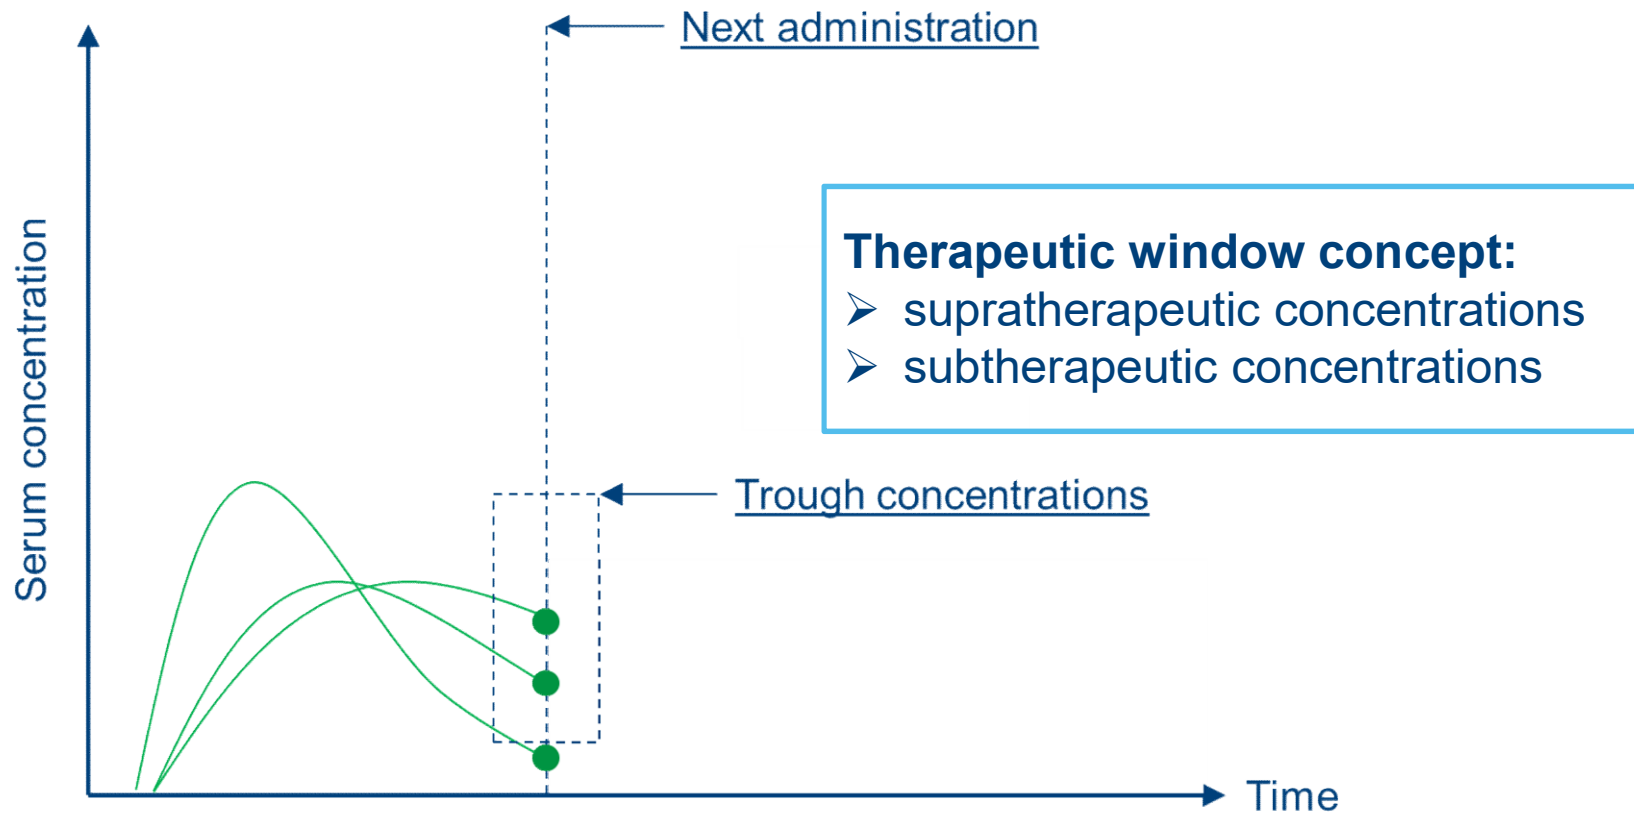 Next administration
Serum concentration
Therapeutic window concept:
➢ supratherapeutic concentrations
➢ subtherapeutic concentrations
Trough concentrations
Time